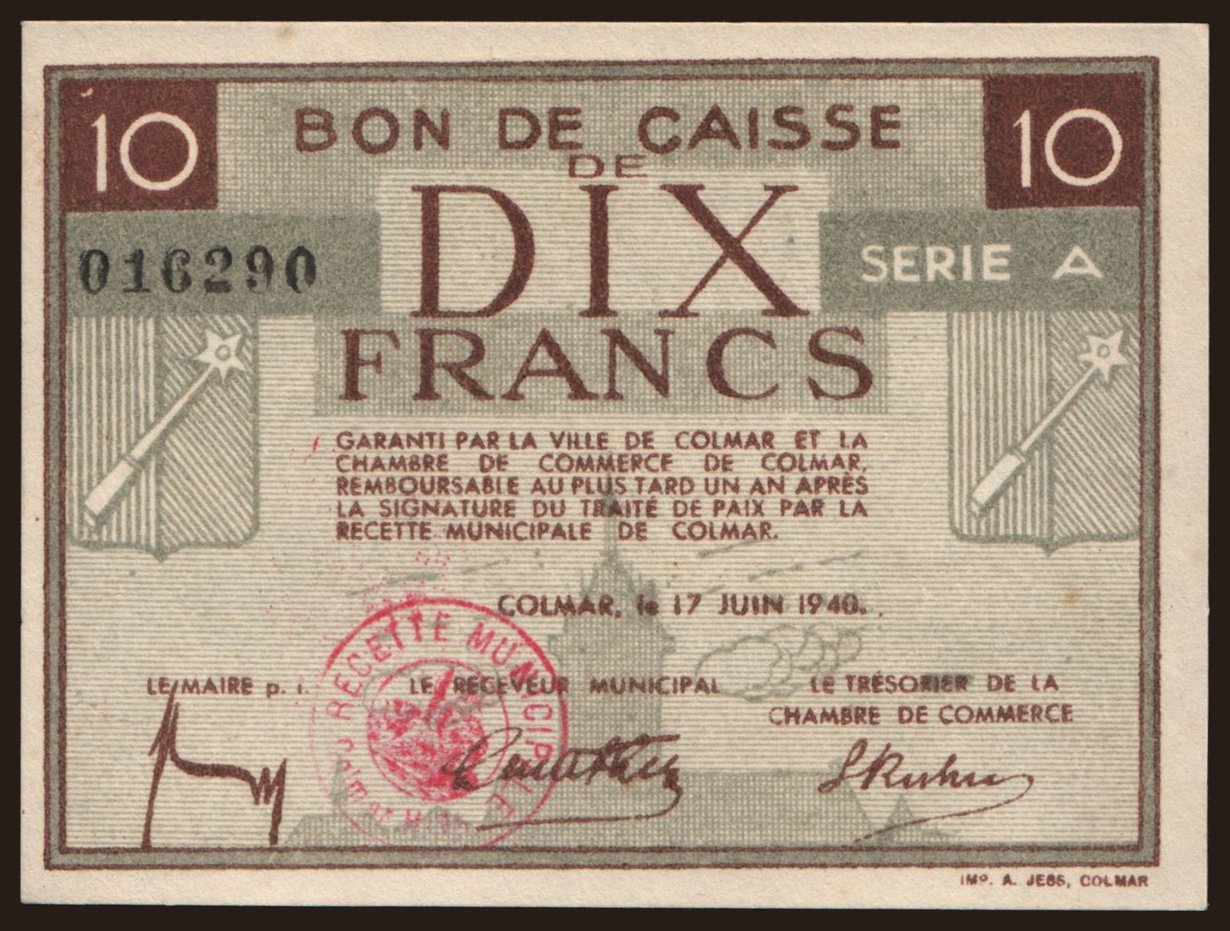 10 BON DE CAISSE 10
DE
DIX
016290 SERIE A
FRANCS
GARANTI PAR LA VILLE DE COLMAR ET LA
CHAMBRE DE COMMERCE DE COLMAR,
REMBOURSABLE AU PLUS TARD UN AN APRÈS
LA SIGNATURE DU TRAITÉ DE PAIX PAR LA
RECETTE MUNICIPALE DE COLMAR.
COLMAR, le 17 JUIN 1940.
LE MAIRE p. i. LE RECEVEUR MUNICIPAL LE TRÉSORIER DE LA
CHAMBRE DE COMMERCE
RECETTE MUNICIPALE
IMP. A. JESS, COLMAR